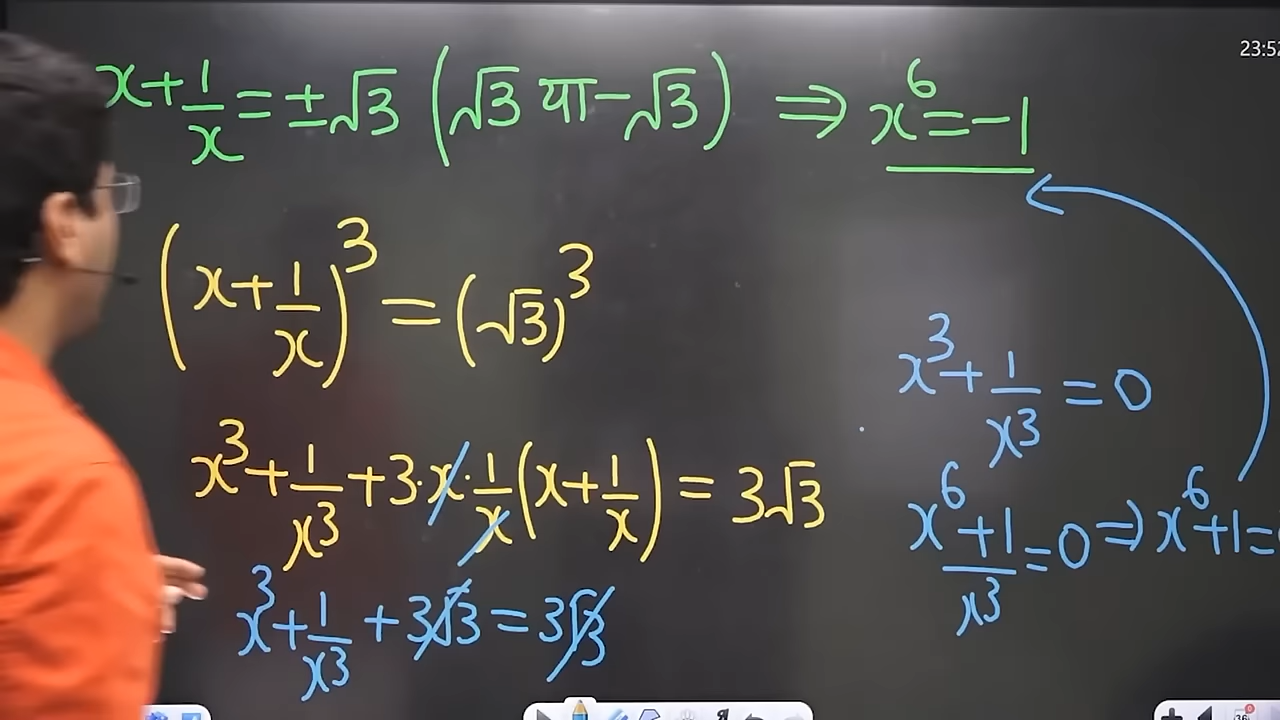 23:52
x + 1/x = ±√3 (√3 या -√3) ⇒ x⁶ = -1
(x + 1/x)³ = (√3)³
x³ + 1/x³ + 3·x·1/x (x + 1/x) = 3√3
x³ + 1/x³ + 3√3 = 3√3
x³ + 1/x³ = 0
(x⁶ + 1)/x³ = 0 ⇒ x⁶ + 1 =